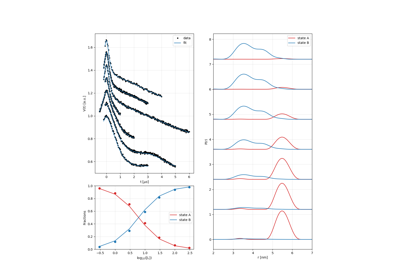 data
fit
V(t) [a.u.]
1.6
1.4
1.2
1.0
0.8
0.6
0 1 2 3 4 5 6
t [μs]
1.0
0.8
0.6
0.4
0.2
0.0
Fractions
state A
state B
-0.5 0.0 0.5 1.0 1.5 2.0 2.5
state A
state B
P(r)
8
7
6
5
4
3
2
1
0
2 3 4 5 6 7
r [nm]